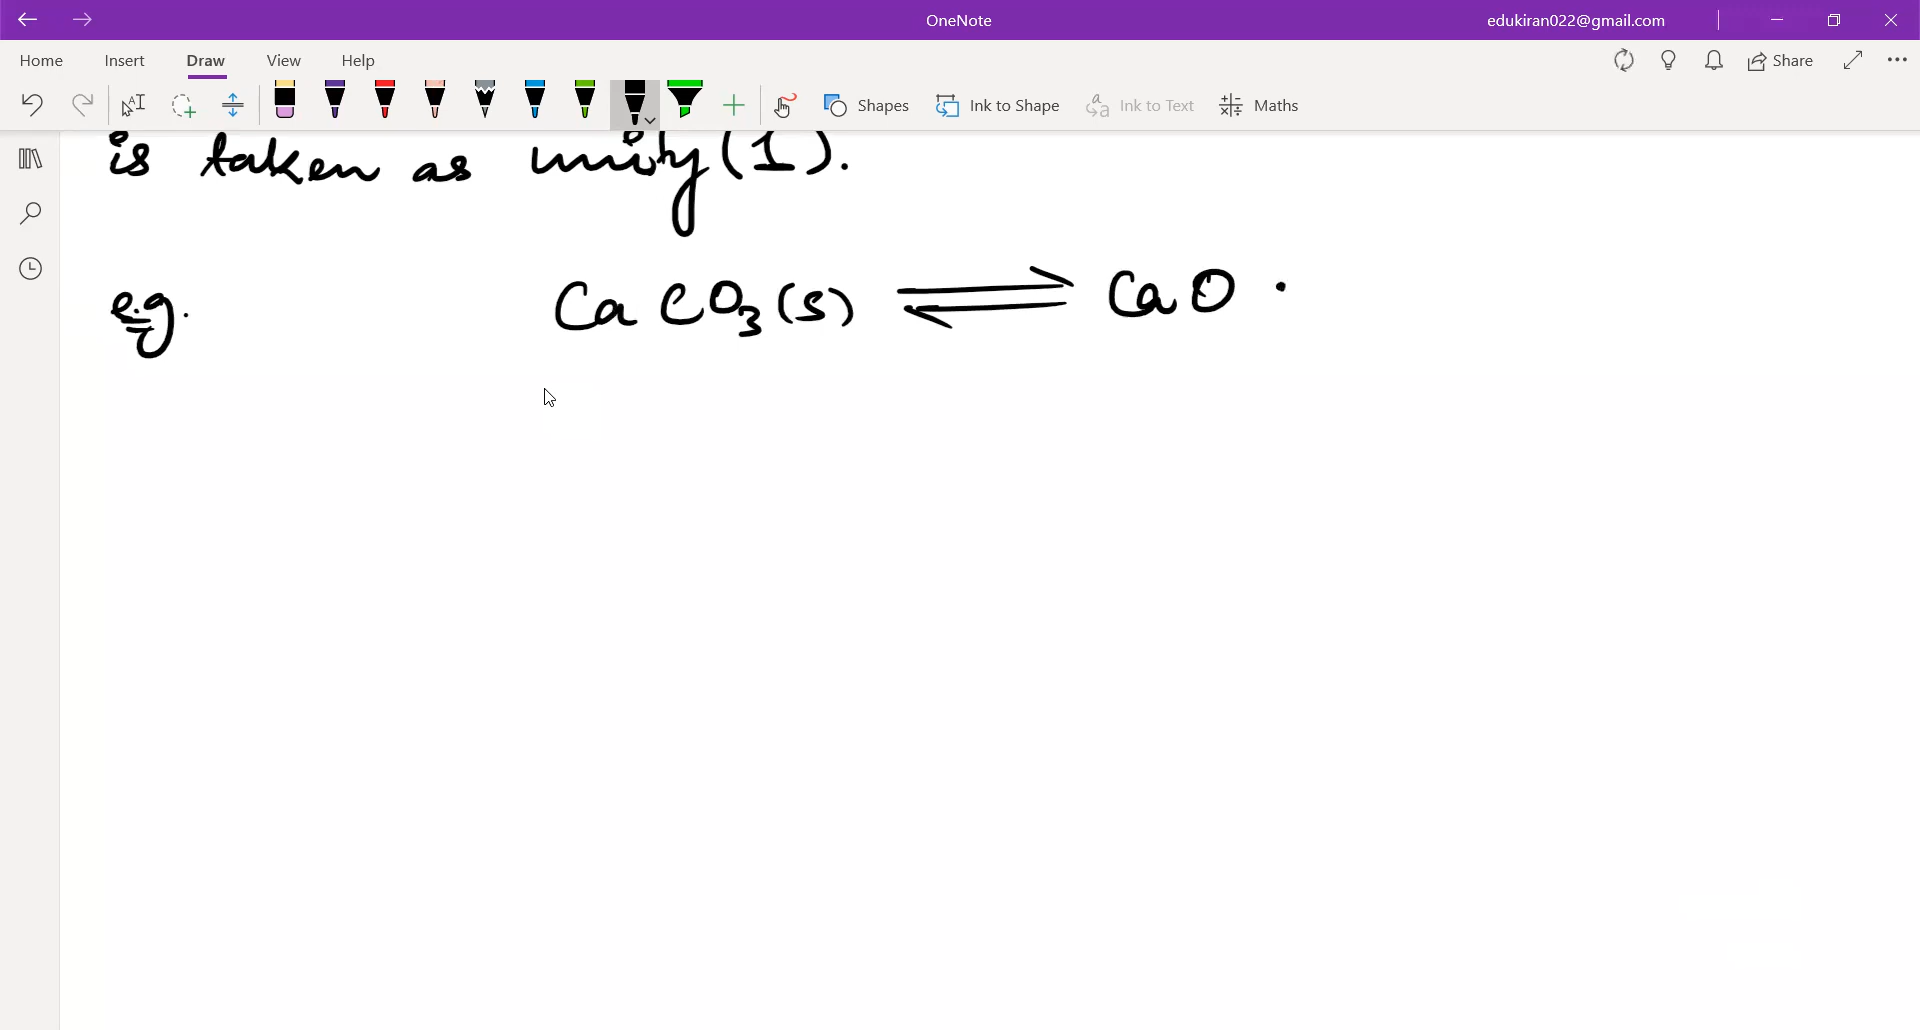 OneNote
edukiran022@gmail.com
Home Insert Draw View Help
Share
Shapes Ink to Shape Ink to Text Maths
is taken as unity (1).
e.g. CaCO₃(s) ⇌ CaO ·